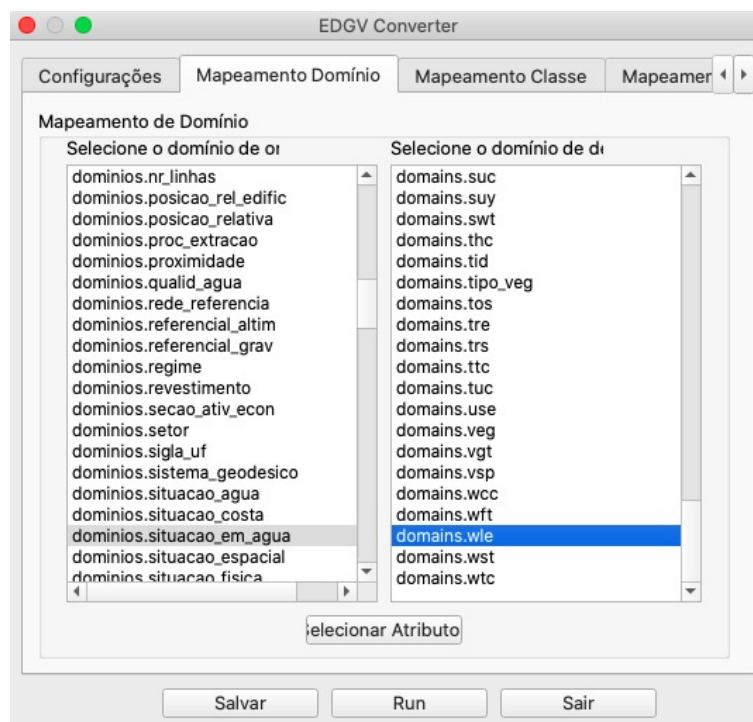 EDGV Converter
Configurações
Mapeamento Domínio
Mapeamento Classe
Mapeamer
Mapeamento de Domínio
Selecione o domínio de or
dominios.nr_linhas
dominios.posicao_rel_edific
dominios.posicao_relativa
dominios.proc_extracao
dominios.proximidade
dominios.qualid_agua
dominios.rede_referencia
dominios.referencial_altim
dominios.referencial_grav
dominios.regime
dominios.revestimento
dominios.secao_ativ_econ
dominios.setor
dominios.sigla_uf
dominios.sistema_geodesico
dominios.situacao_agua
dominios.situacao_costa
dominios.situacao_em_agua
dominios.situacao_espacial
dominios.situacao_fisica
Selecione o domínio de de
domains.suc
domains.suy
domains.swt
domains.thc
domains.tid
domains.tipo_veg
domains.tos
domains.tre
domains.trs
domains.ttc
domains.tuc
domains.use
domains.veg
domains.vgt
domains.vsp
domains.wcc
domains.wft
domains.wle
domains.wst
domains.wtc
Selecionar Atributo
Salvar
Run
Sair